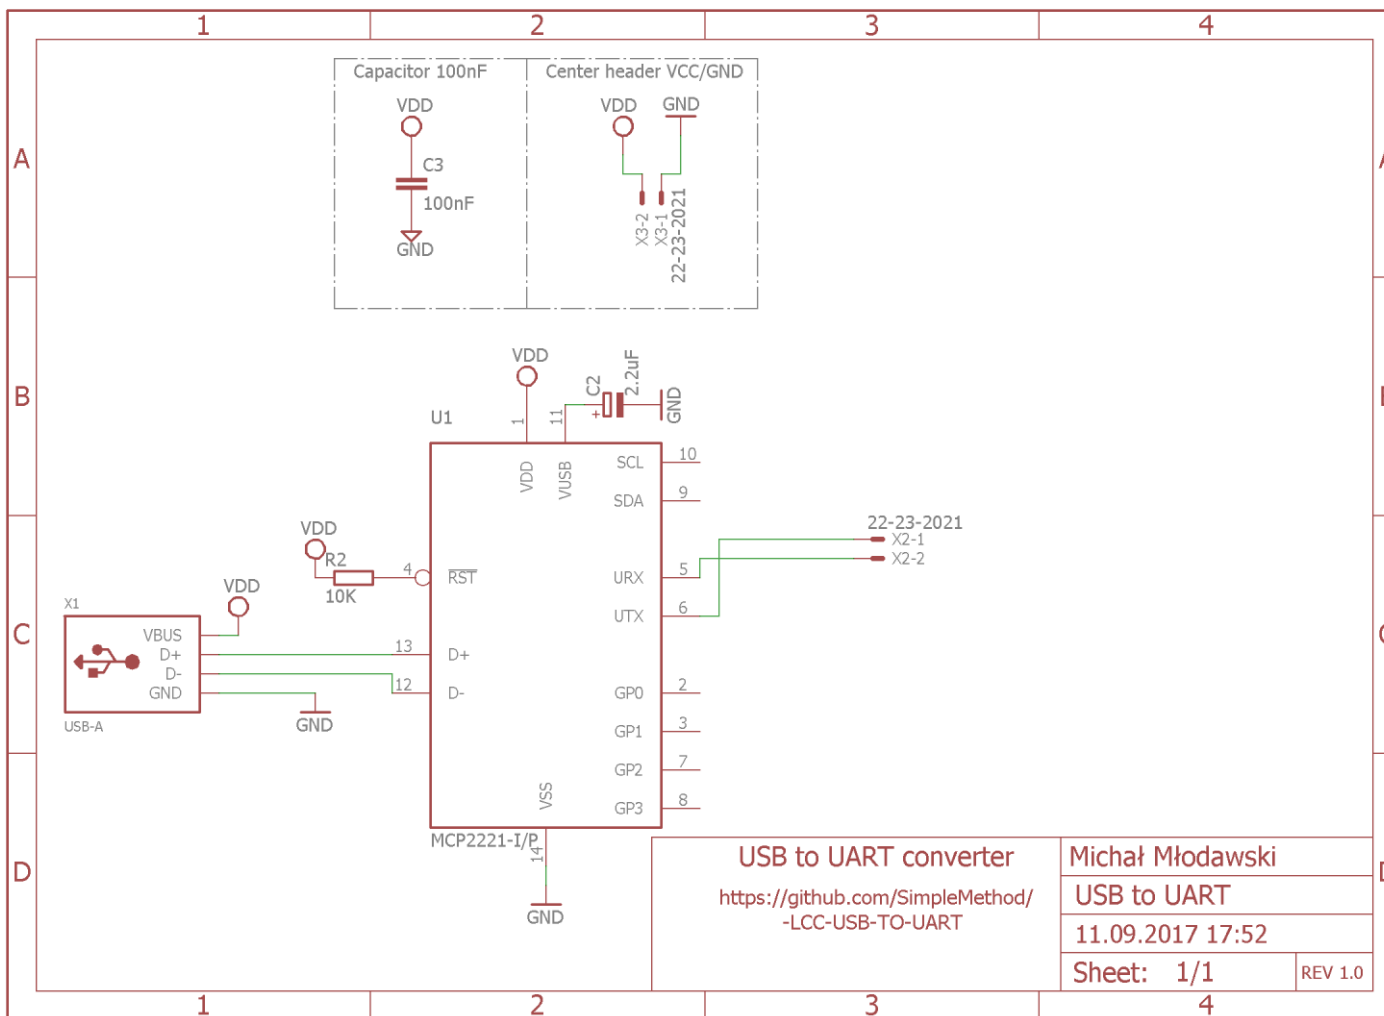 1 2 3 4
A
B
C
D
Capacitor 100nF
VDD
C3
100nF
GND
Center header VCC/GND
VDD
GND
X3-2
X3-1
22-23-2021
VDD
C2
+
2.2uF
GND
U1
1
11
VDD
VUSB
SCL 10
SDA 9
22-23-2021
X2-1
X2-2
VDD
R2
10K
4
RST
URX 5
UTX 6
VDD
X1
VBUS
D+
D-
GND
USB-A
GND
13 D+
12 D-
GP0 2
GP1 3
GP2 7
GP3 8
VSS
MCP2221-I/P
14
GND
USB to UART converter
https://github.com/SimpleMethod/
-LCC-USB-TO-UART
Michał Młodawski
USB to UART
11.09.2017 17:52
Sheet: 1/1
REV 1.0
1 2 3 4